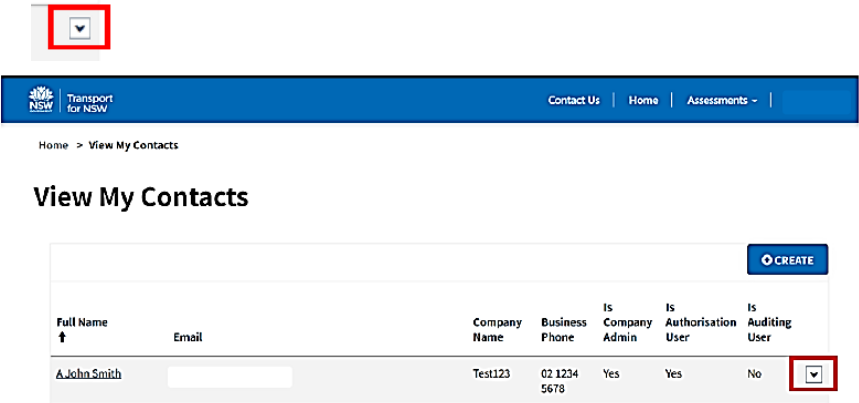 NSW
Transport
for NSW
Contact Us | Home | Assessments
Home > View My Contacts
View My Contacts
CREATE
Full Name
Email
Company
Name
Business
Phone
Is
Company
Admin
Is
Authorisation
User
Is
Auditing
User
A John Smith
Test123
02 1234
5678
Yes
Yes
No